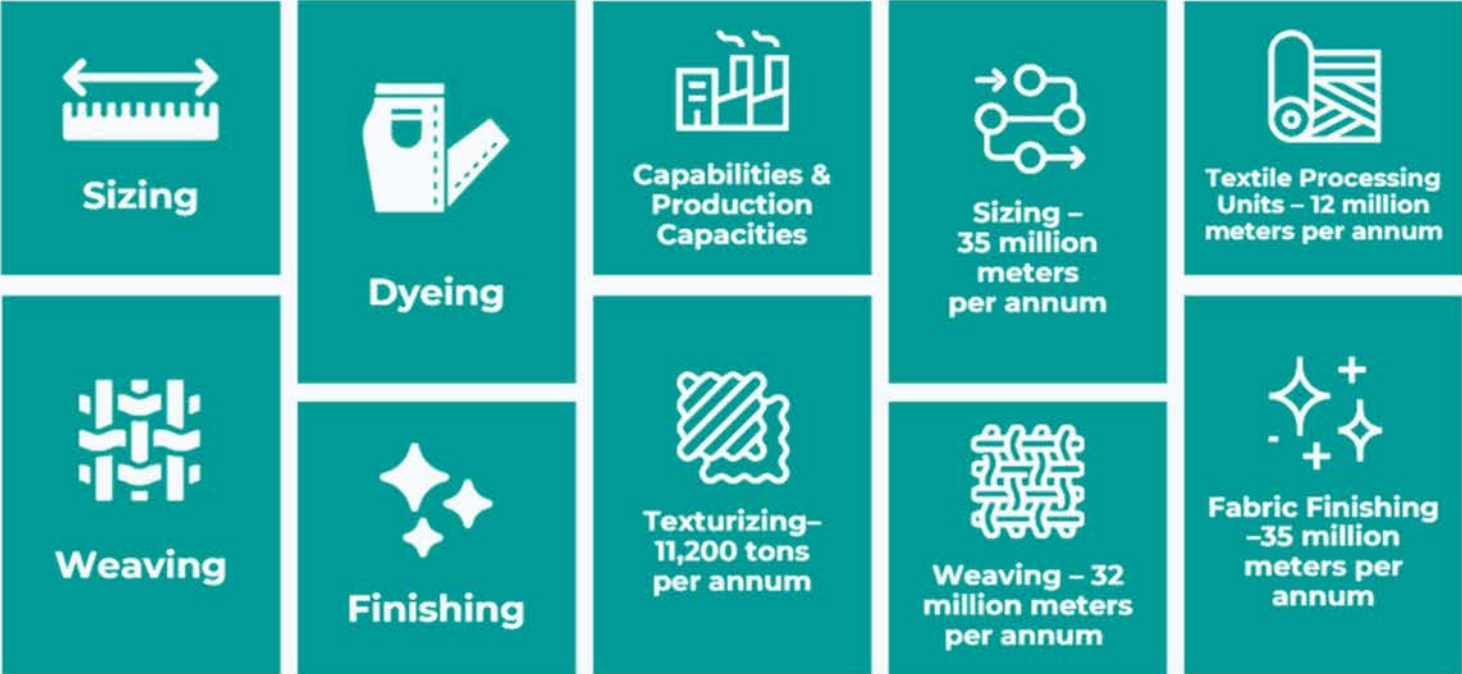 Sizing
Weaving
Dyeing
Finishing
Capabilities &
Production
Capacities
Texturizing–
11,200 tons
per annum
Sizing –
35 million
meters
per annum
Weaving – 32
million meters
per annum
Textile Processing
Units – 12 million
meters per annum
Fabric Finishing
–35 million
meters per
annum